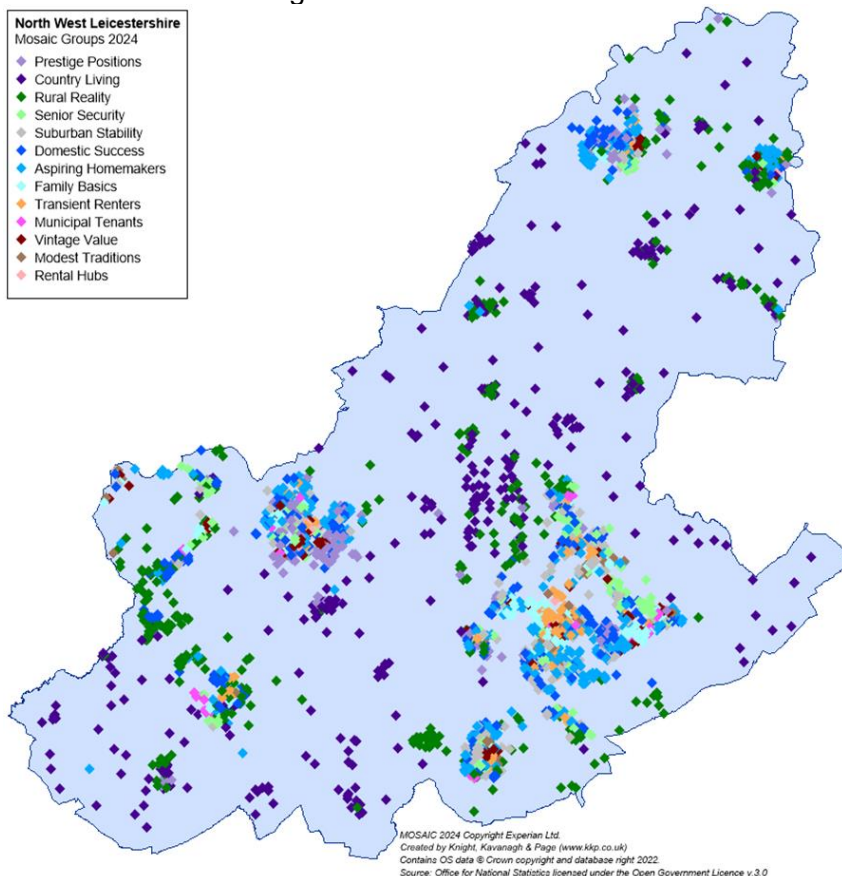 North West Leicestershire
Mosaic Groups 2024
Prestige Positions
Country Living
Rural Reality
Senior Security
Suburban Stability
Domestic Success
Aspiring Homemakers
Family Basics
Transient Renters
Municipal Tenants
Vintage Value
Modest Traditions
Rental Hubs
MOSAIC 2024 Copyright Experian Ltd.
Created by Knight, Kavanagh & Page (www.kkp.co.uk)
Contains OS data © Crown copyright and database right 2022.
Source: Office for National Statistics licensed under the Open Government Licence v.3.0